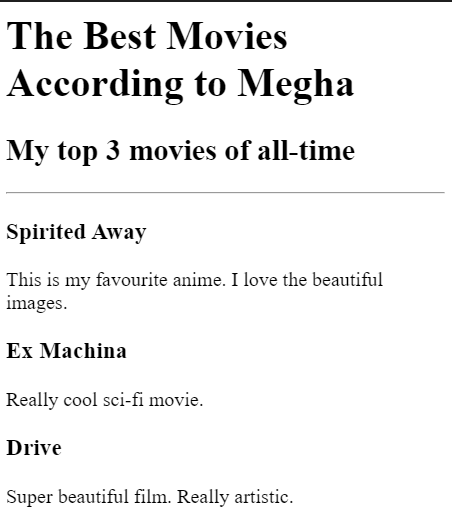 The Best Movies
According to Megha
My top 3 movies of all-time
Spirited Away
This is my favourite anime. I love the beautiful
images.
Ex Machina
Really cool sci-fi movie.
Drive
Super beautiful film. Really artistic.